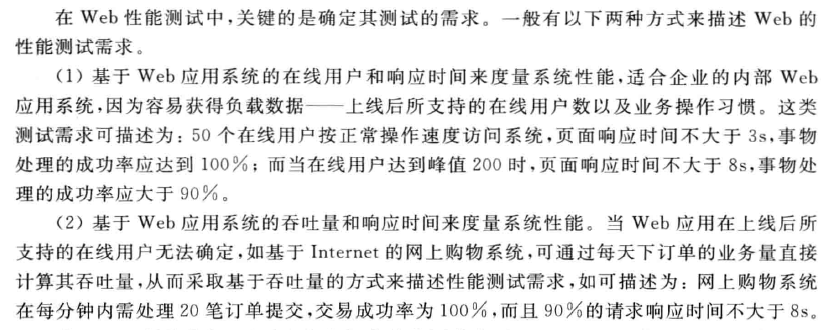 在 Web 性能测试中,关键的是确定其测试的需求。一般有以下两种方式来描述 Web 的
性能测试需求。
(1) 基于 Web 应用系统的在线用户和响应时间来度量系统性能,适合企业的内部 Web
应用系统,因为容易获得负载数据——上线后所支持的在线用户数以及业务操作习惯。这类
测试需求可描述为: 50 个在线用户按正常操作速度访问系统,页面响应时间不大于 3s,事物
处理的成功率应达到 100%; 而当在线用户达到峰值 200 时,页面响应时间不大于 8s,事物处
理的成功率应大于 90%。
(2) 基于 Web 应用系统的吞吐量和响应时间来度量系统性能。当 Web 应用在上线后所
支持的在线用户无法确定,如基于 Internet 的网上购物系统,可通过每天下订单的业务量直接
计算其吞吐量,从而采取基于吞吐量的方式来描述性能测试需求,如可描述为: 网上购物系统
在每分钟内需处理 20 笔订单提交,交易成功率为 100%,而且 90%的请求响应时间不大于 8s。